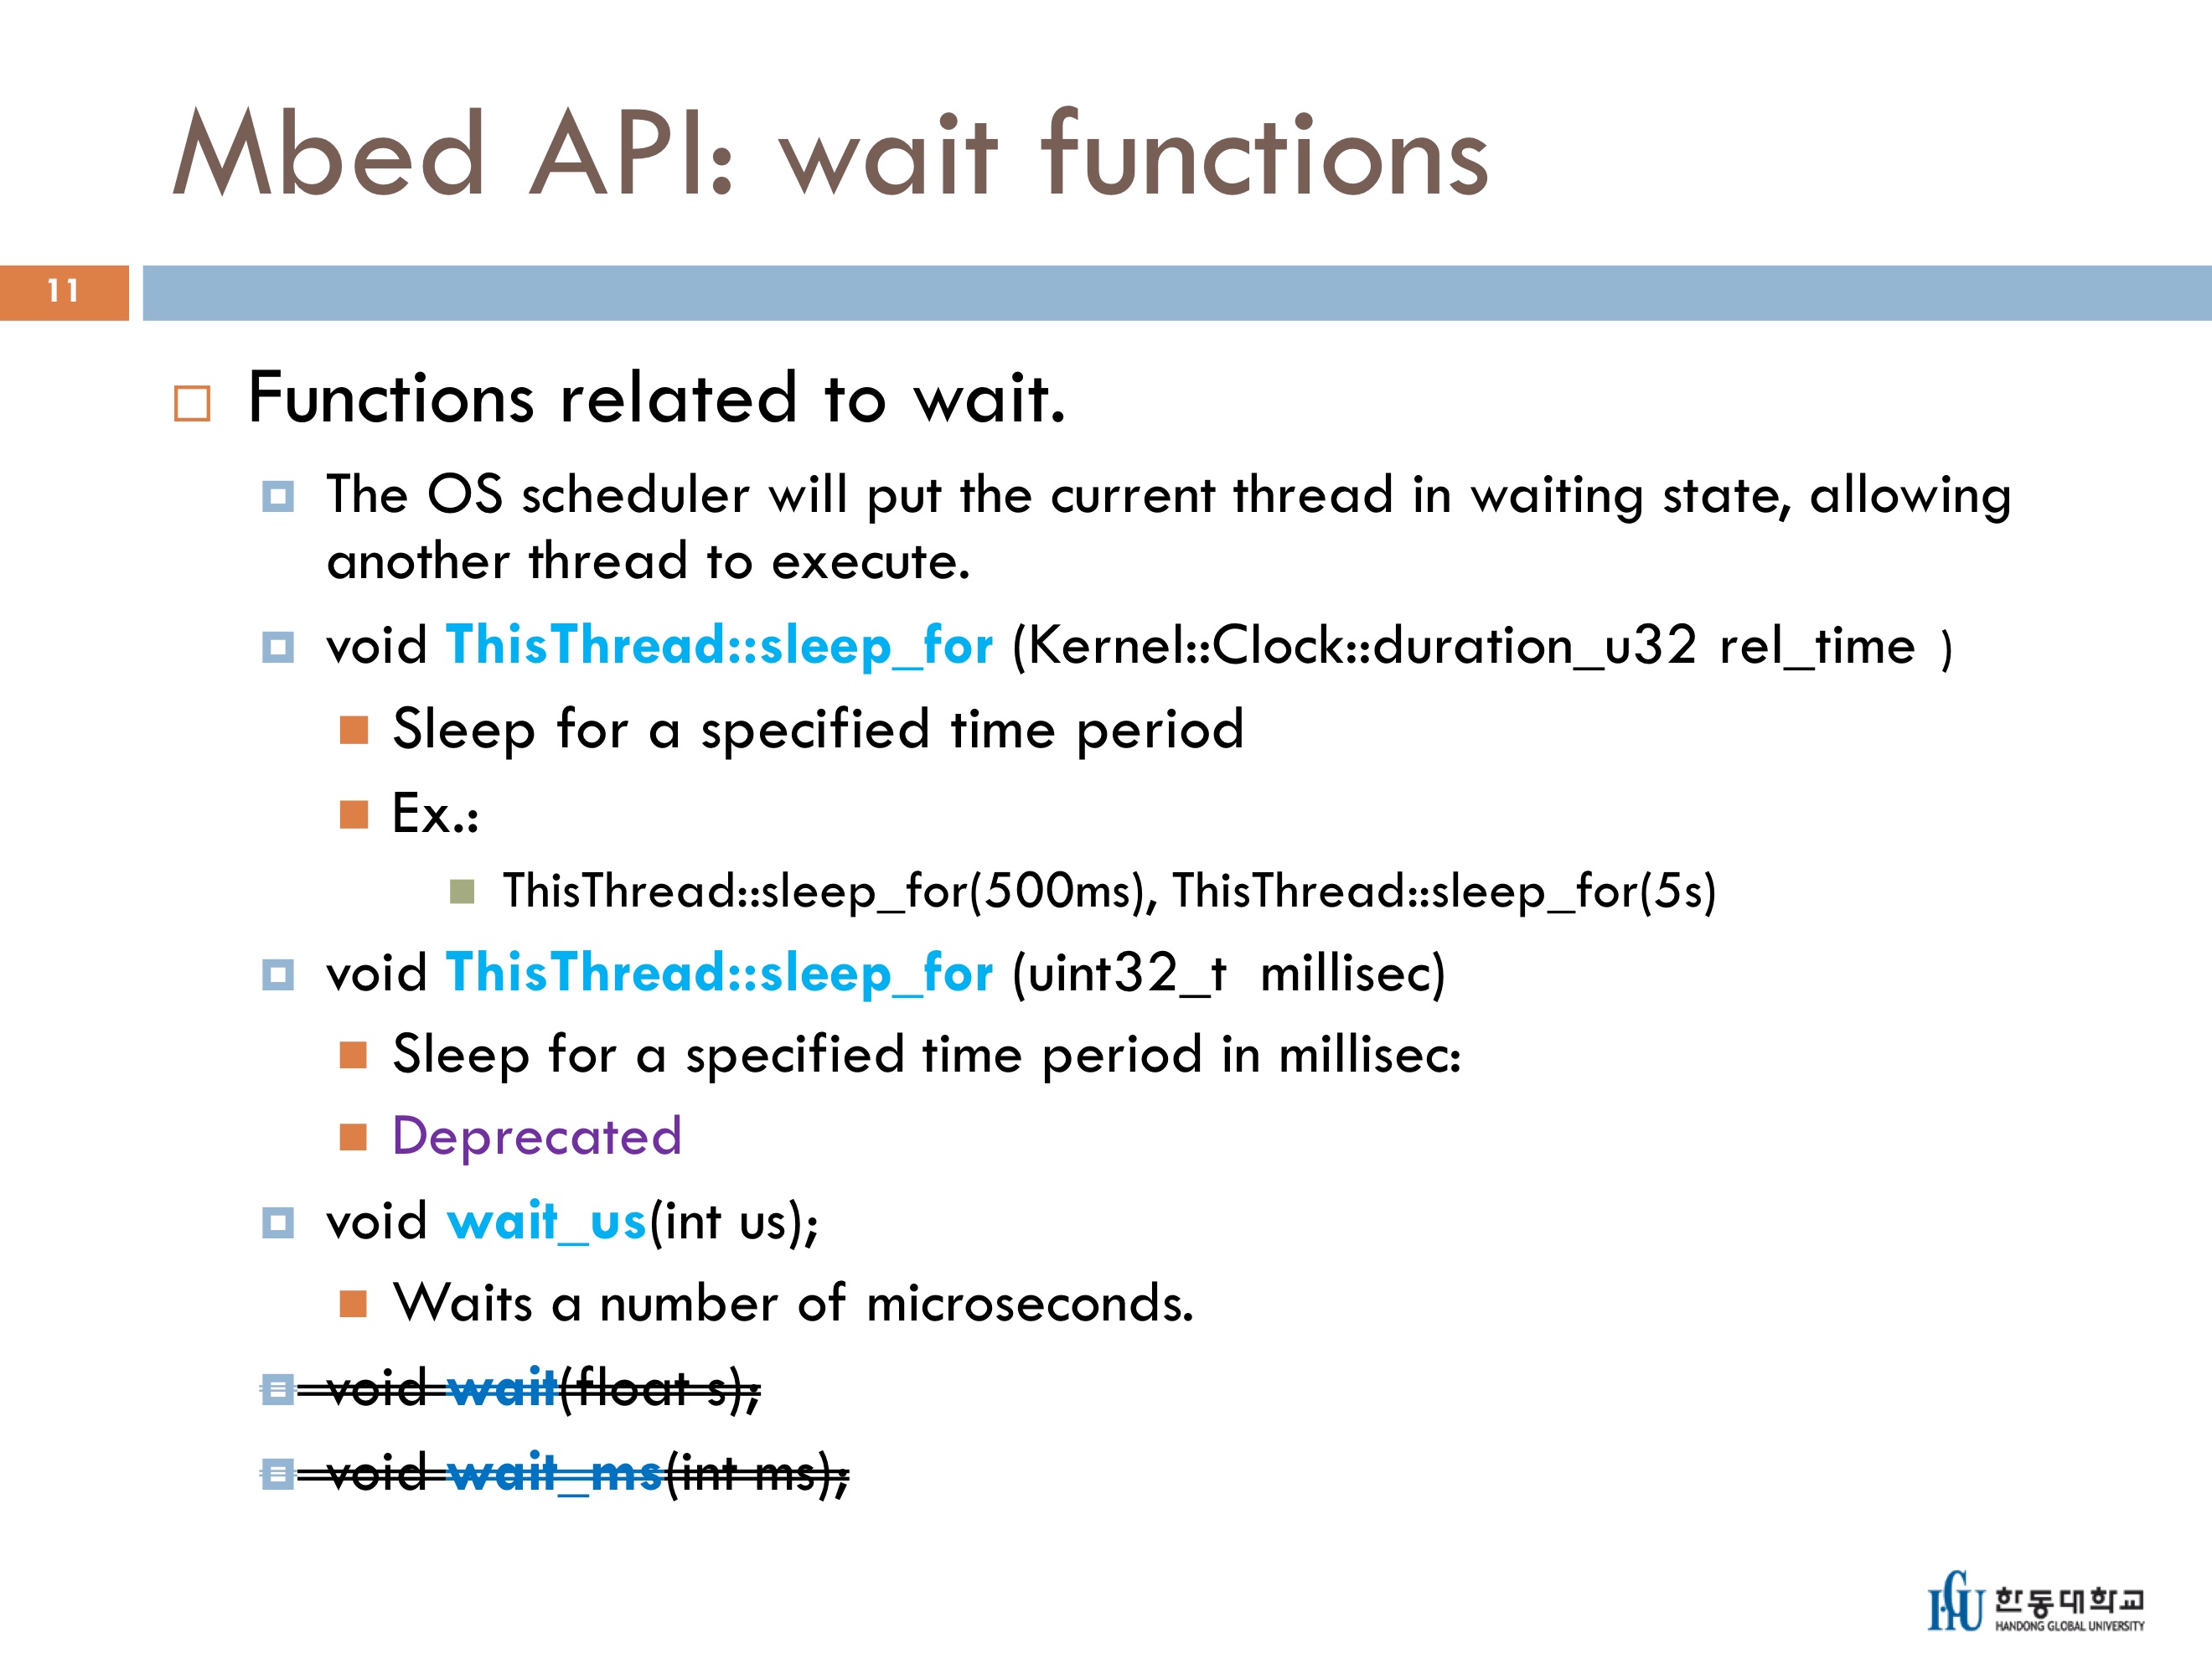 Mbed API: wait functions
11
Functions related to wait.
The OS scheduler will put the current thread in waiting state, allowing
another thread to execute.
void ThisThread::sleep_for (Kernel::Clock::duration_u32 rel_time )
Sleep for a specified time period
Ex.:
ThisThread::sleep_for(500ms), ThisThread::sleep_for(5s)
void ThisThread::sleep_for (uint32_t millisec)
Sleep for a specified time period in millisec:
Deprecated
void wait_us(int us);
Waits a number of microseconds.
void wait(float s);
void wait_ms(int ms);
HGU 한동대학교
HANDONG GLOBAL UNIVERSITY